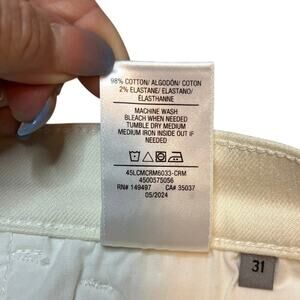 98% COTTON/ ALGODÓN/ COTON
2% ELASTANE/ ELASTANO/
ÉLASTHANNE
MACHINE WASH
BLEACH WHEN NEEDED
TUMBLE DRY MEDIUM
MEDIUM IRON INSIDE OUT IF
NEEDED
45LCMCRM6033-CRM
4500575056
RN# 149497 CA# 35037
05/2024
31